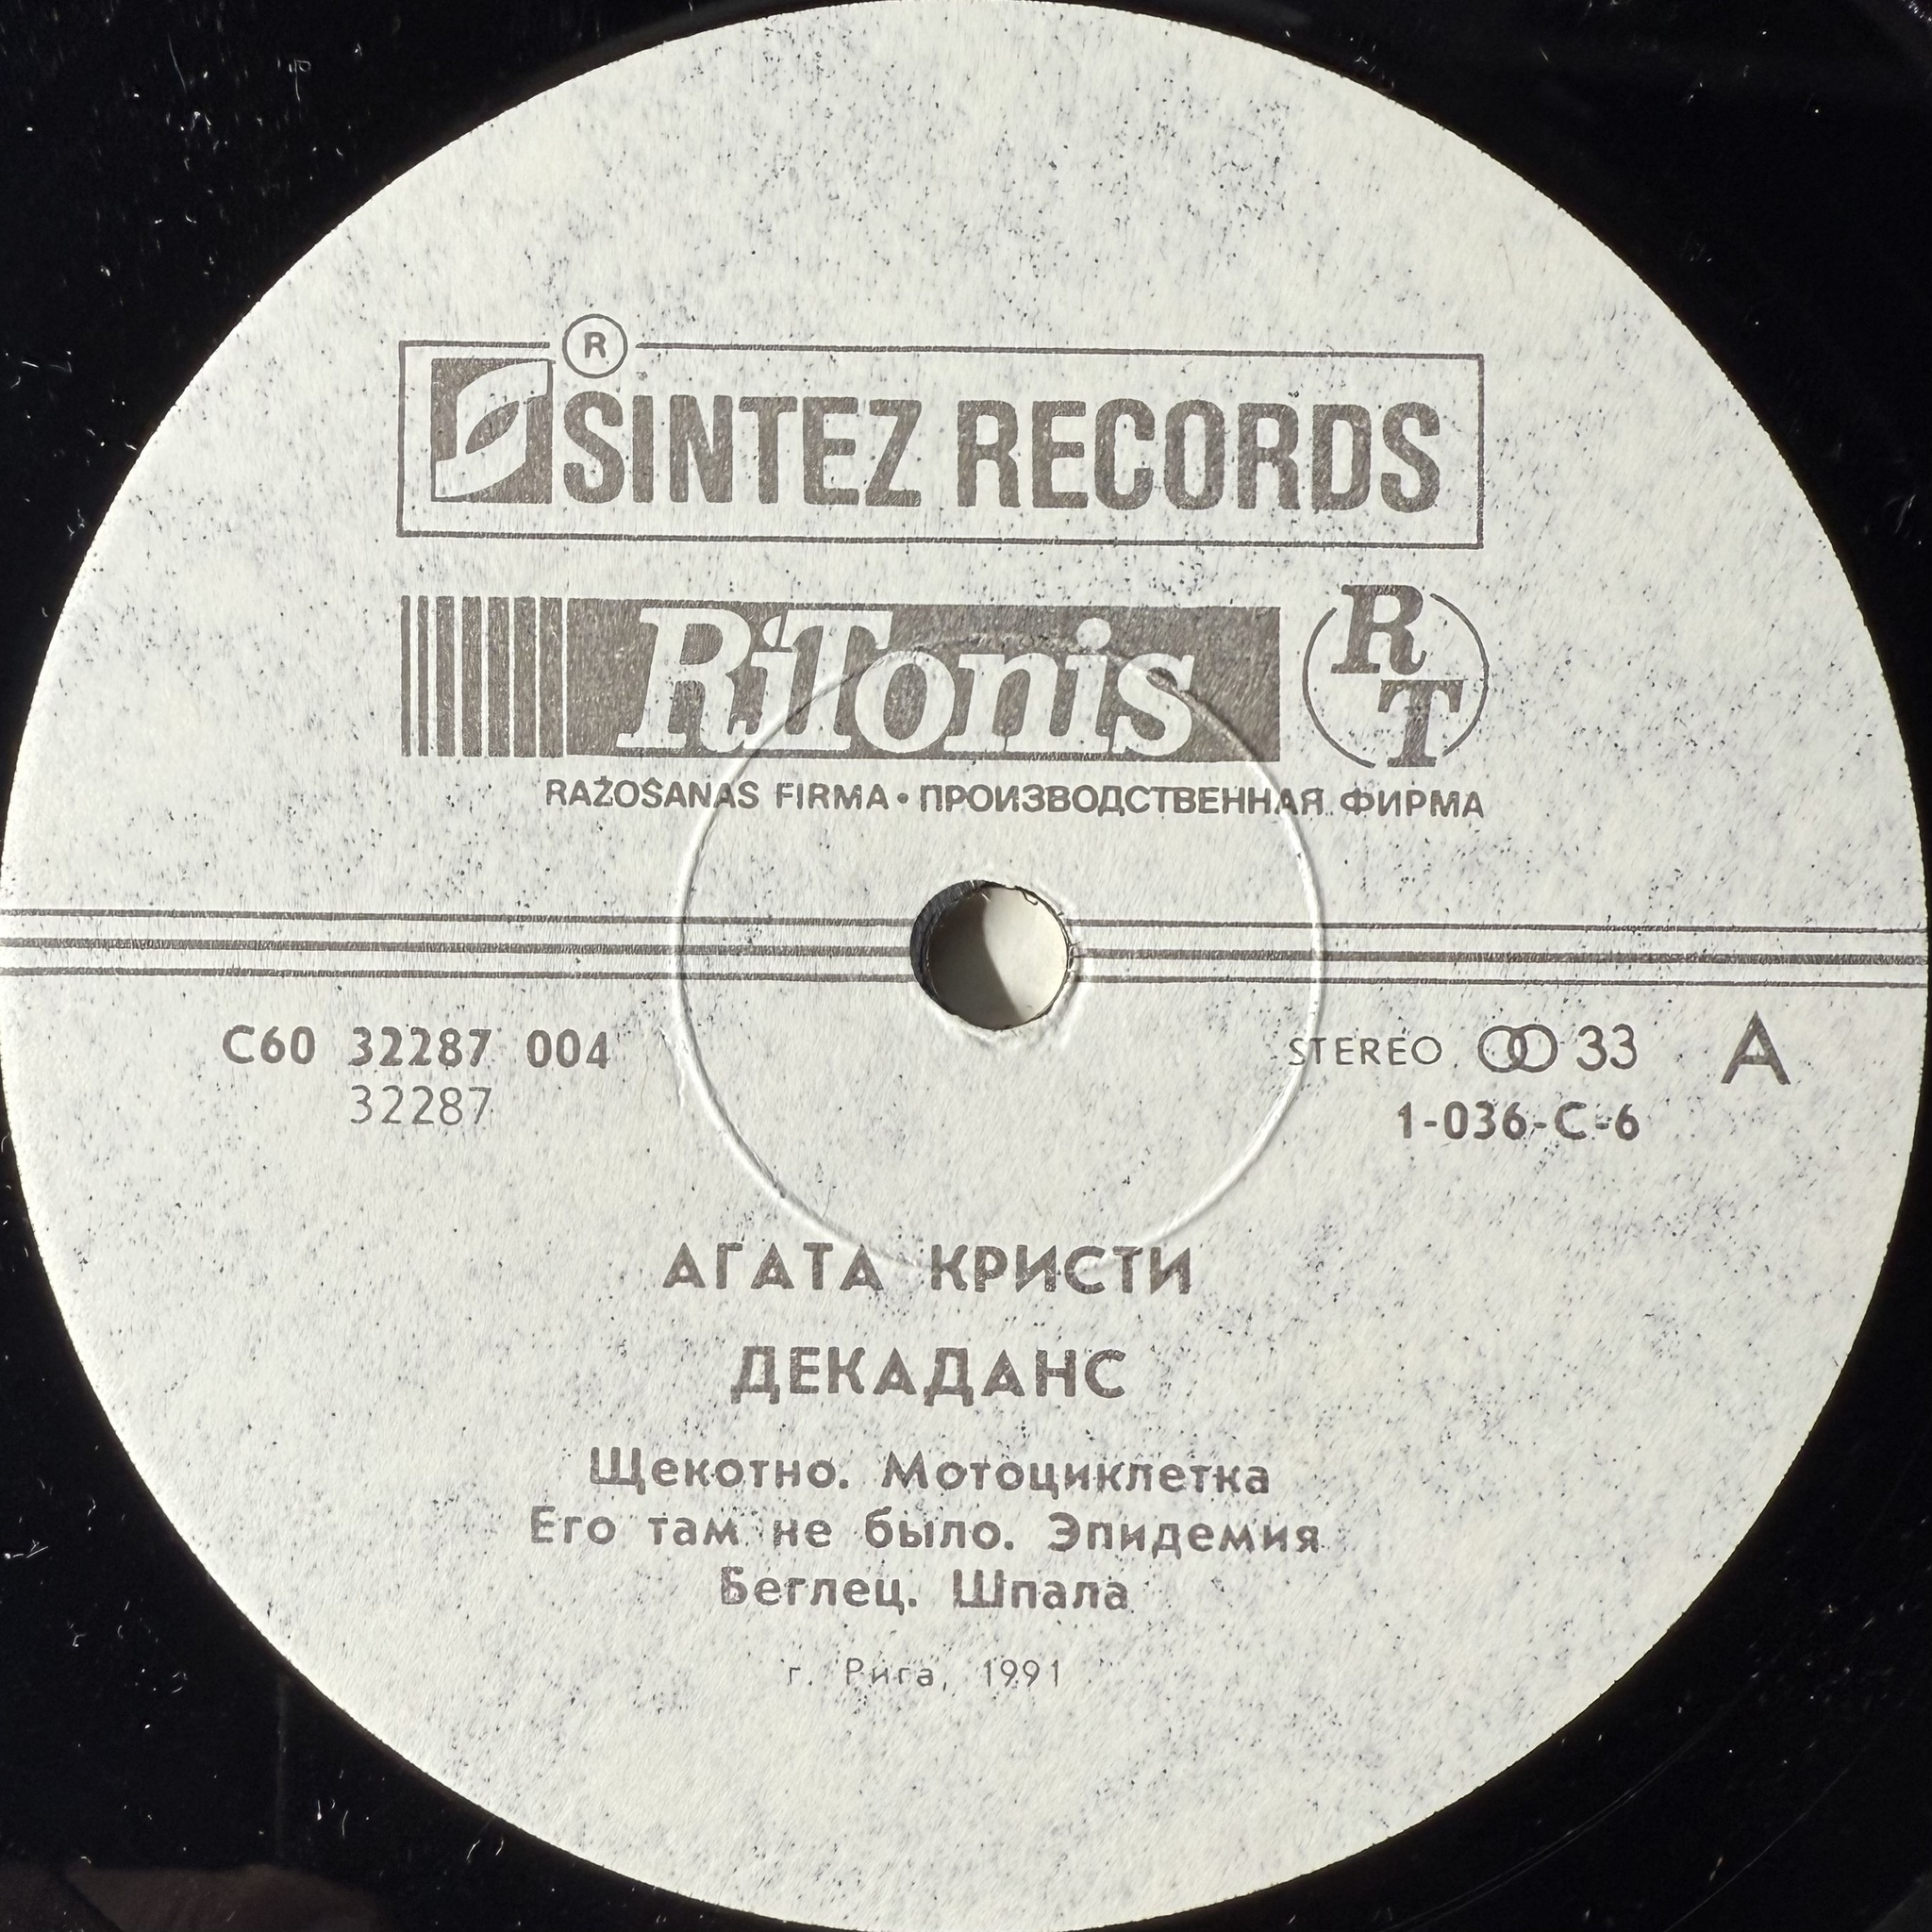 R
SINTEZ RECORDS
RiTonis
R
T
RAŽOŠANAS FIRMA • ПРОИЗВОДСТВЕННАЯ ФИРМА
С60 32287 004
32287
STEREO 33 A
1-036-С-6
АГАТА КРИСТИ
ДЕКАДАНС
Щекотно. Мотоциклетка
Его там не было. Эпидемия
Беглец. Шпала
г. Рига, 1991